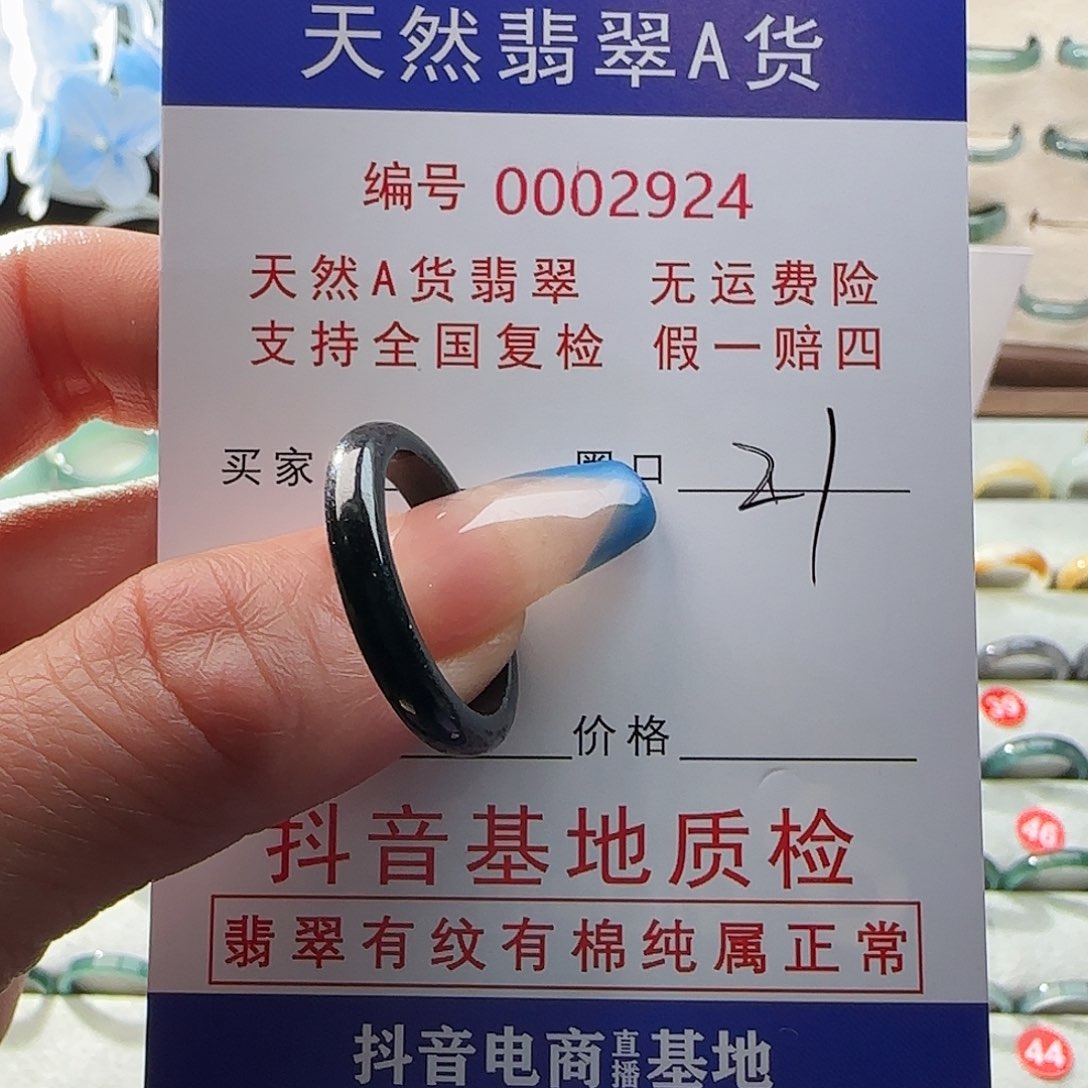 天然翡翠A货
编号 0002924
天然A货翡翠 无运费险
支持全国复检 假一赔四
买家 圈口 21
价格
抖音基地质检
翡翠有纹有棉纯属正常
抖音电商直播基地
39
46
44